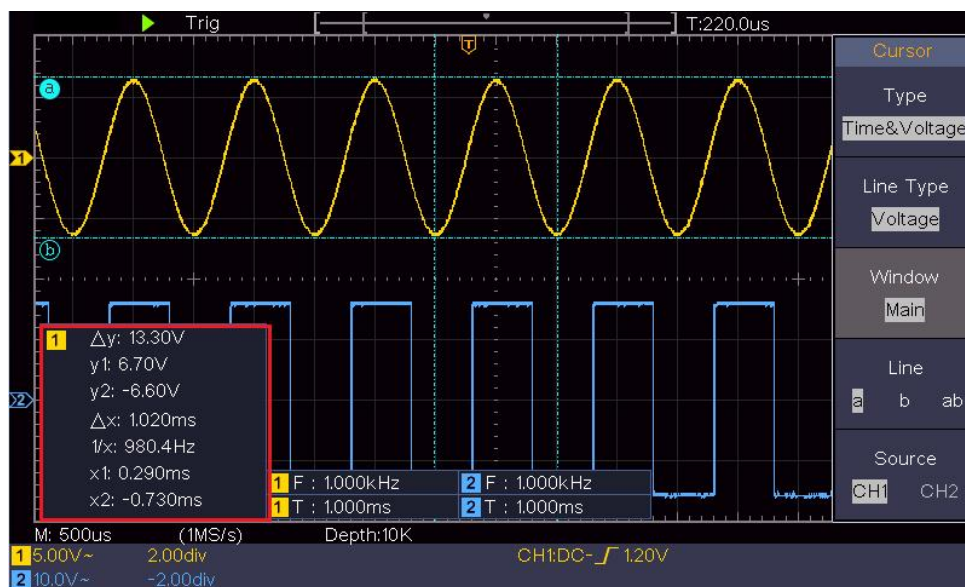 Trig T:220.0us
T
Cursor
Type
Time&Voltage
Line Type
Voltage
Window
Main
Line
a b ab
Source
CH1 CH2
a
1
b
2
1 Δy: 13.30V
y1: 6.70V
y2: -6.60V
Δx: 1.020ms
1/x: 980.4Hz
x1: 0.290ms
x2: -0.730ms
1 F : 1.000kHz 2 F : 1.000kHz
1 T : 1.000ms 2 T : 1.000ms
M: 500us (1MS/s) Depth:10K
1 5.00V~ 2.00div CH1:DC- 1.20V
2 10.0V~ -2.00div